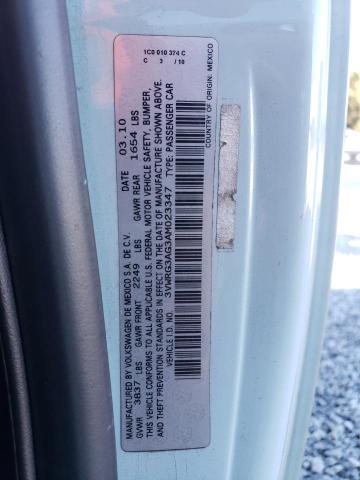 1C0 010 374 C
C 3 /10
MANUFACTURED BY VOLKSWAGEN DE MEXICO S.A. DE C.V. DATE 03.10
GVWR 3837 LBS GAWR FRONT 2249 LBS GAWR REAR 1654 LBS
THIS VEHICLE CONFORMS TO ALL APPLICABLE U.S. FEDERAL MOTOR VEHICLE SAFETY, BUMPER,
AND THEFT PREVENTION STANDARDS IN EFFECT ON THE DATE OF MANUFACTURE SHOWN ABOVE.
VEHICLE I.D. NO. 3VWRG3AG3AM023347 TYPE: PASSENGER CAR
COUNTRY OF ORIGIN: MEXICO